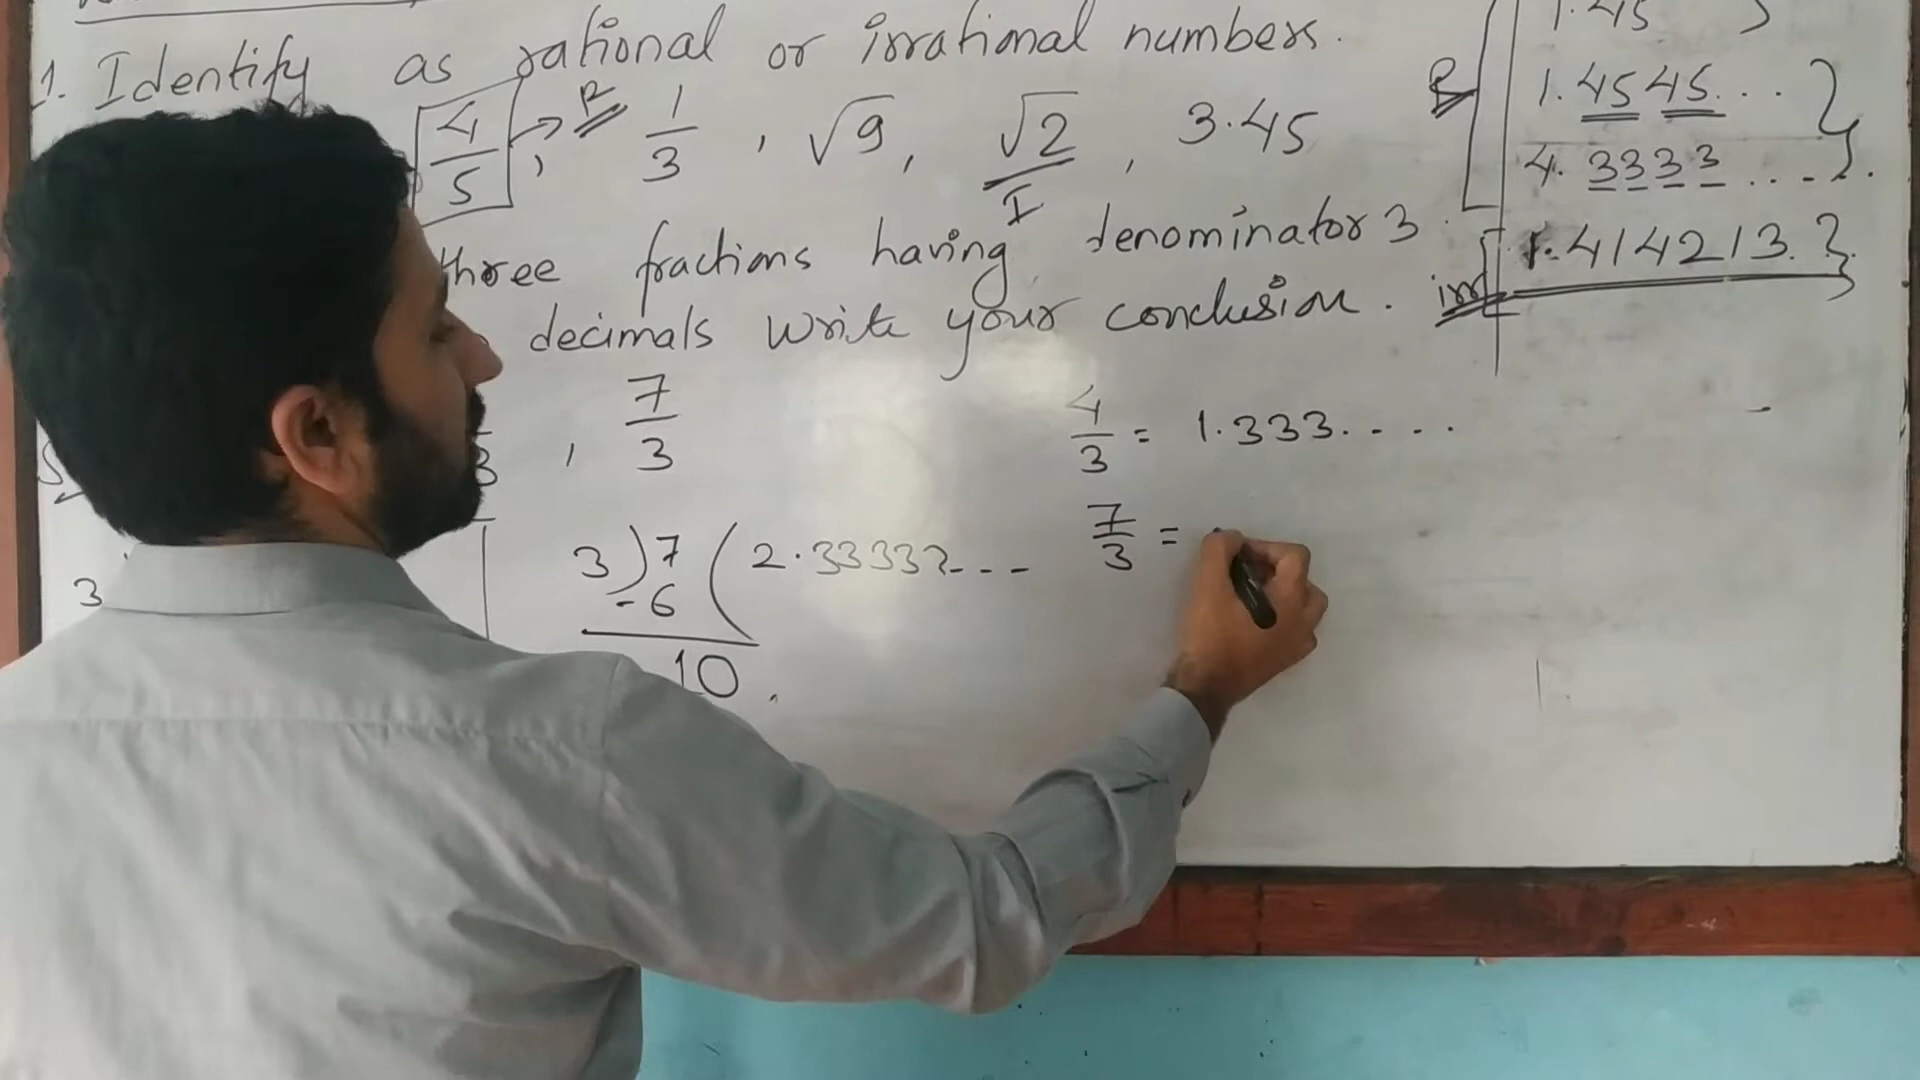 1. Identify as rational or irrational numbers.
4/5 → R, 1/3, √9, √2, 3.45
I
three fractions having denominator 3
decimals write your conclusion.
, 7/3
3)7(2.33333---
-6
10
3
4/3 = 1.333.....
7/3 =
1.45
R 1.4545...
4.3333.....
irr 1.414213.